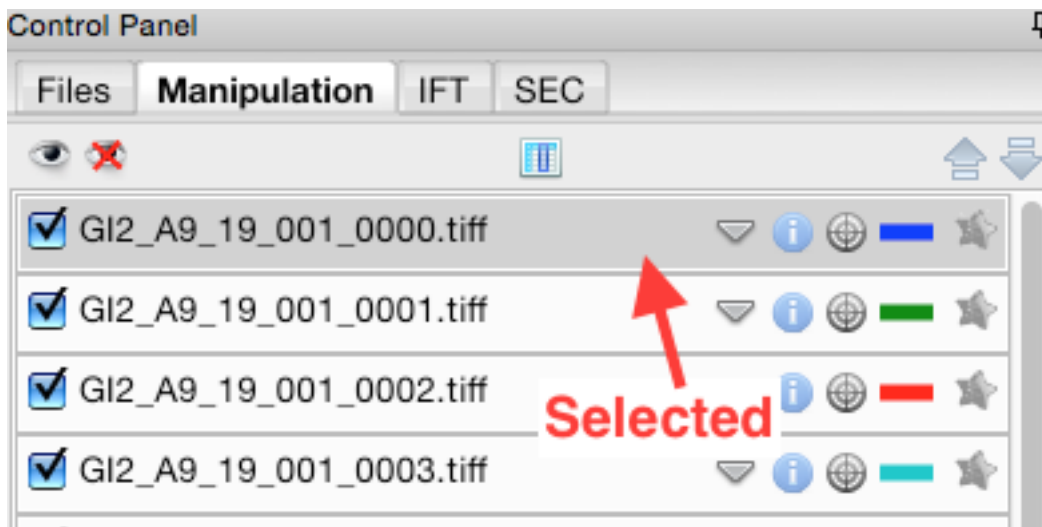 Control Panel
Files Manipulation IFT SEC
GI2_A9_19_001_0000.tiff
GI2_A9_19_001_0001.tiff
GI2_A9_19_001_0002.tiff
Selected
GI2_A9_19_001_0003.tiff